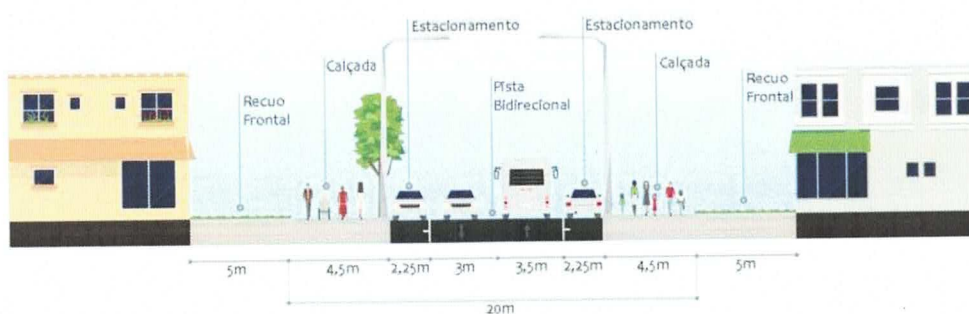 Estacionamento
Estacionamento
Calçada
Calçada
Pista
Bidirecional
Recuo
Frontal
Recuo
Frontal
5m
4,5m
2,25m
3m
3,5m
2,25m
4,5m
5m
20m